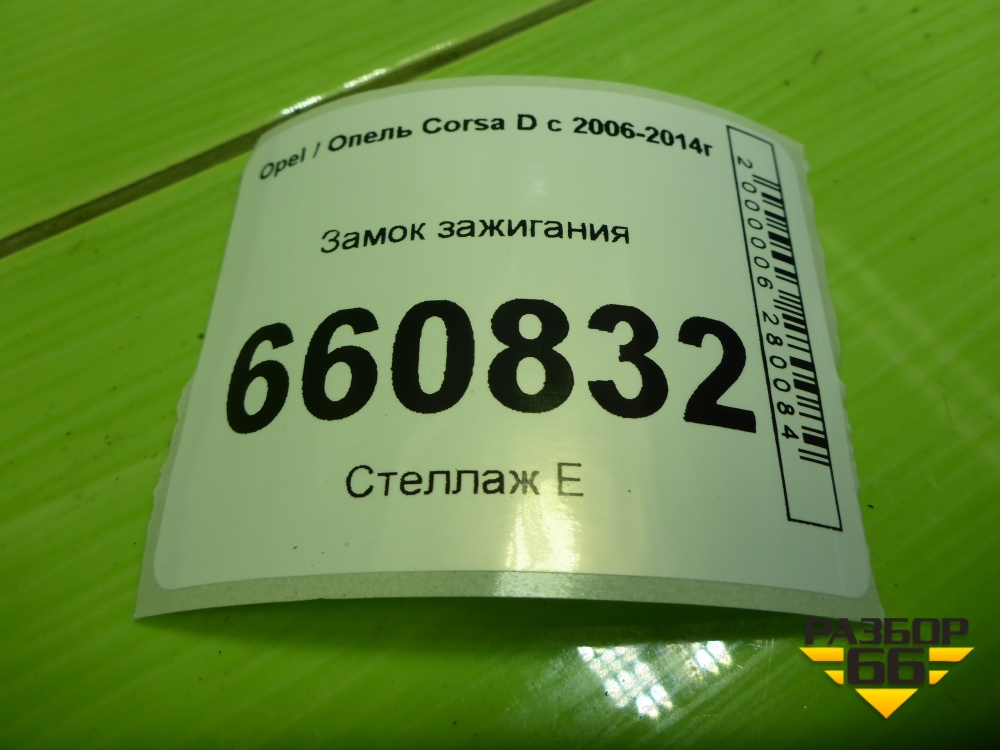 Opel / Опель Corsa D с 2006-2014г
Замок зажигания
660832
Стеллаж Е
2000006280084
РАЗБОР
66